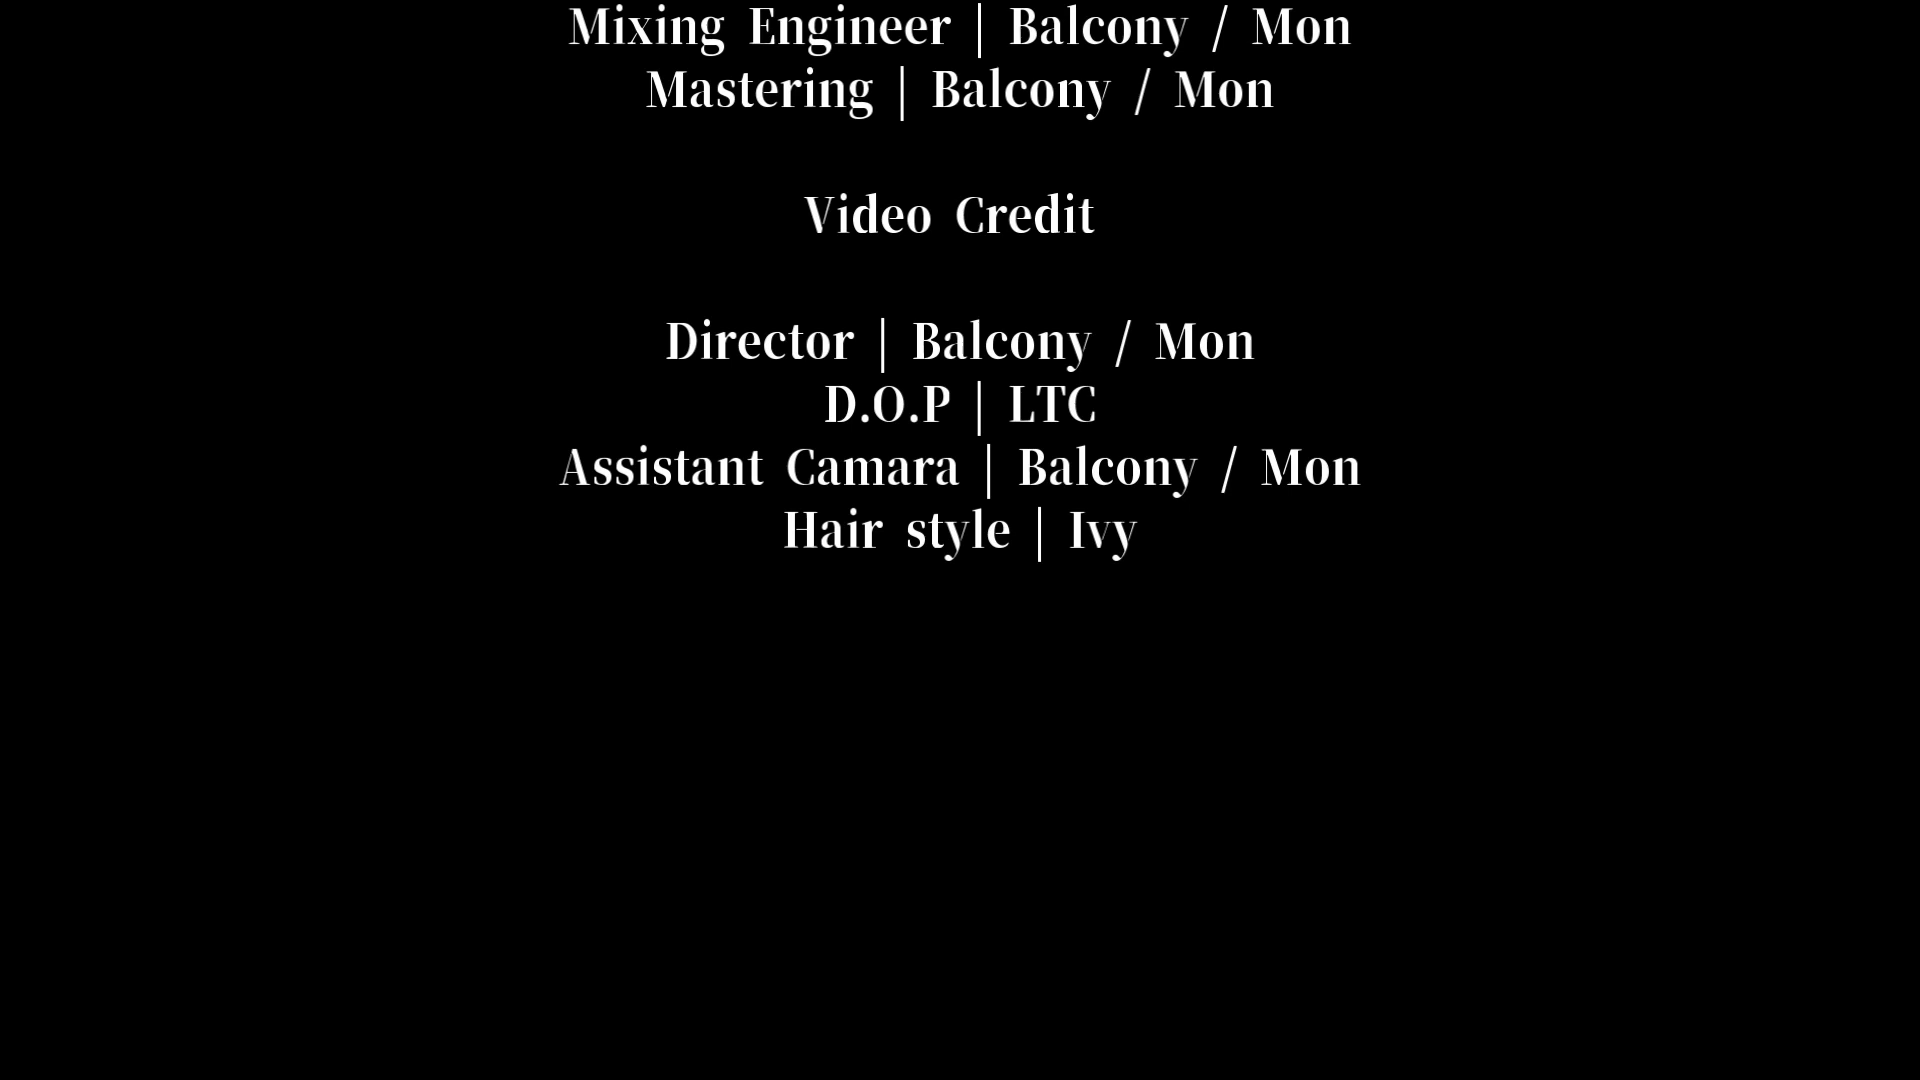 Mixing Engineer | Balcony / Mon
Mastering | Balcony / Mon
Video Credit
Director | Balcony / Mon
D.O.P | LTC
Assistant Camara | Balcony / Mon
Hair style | Ivy